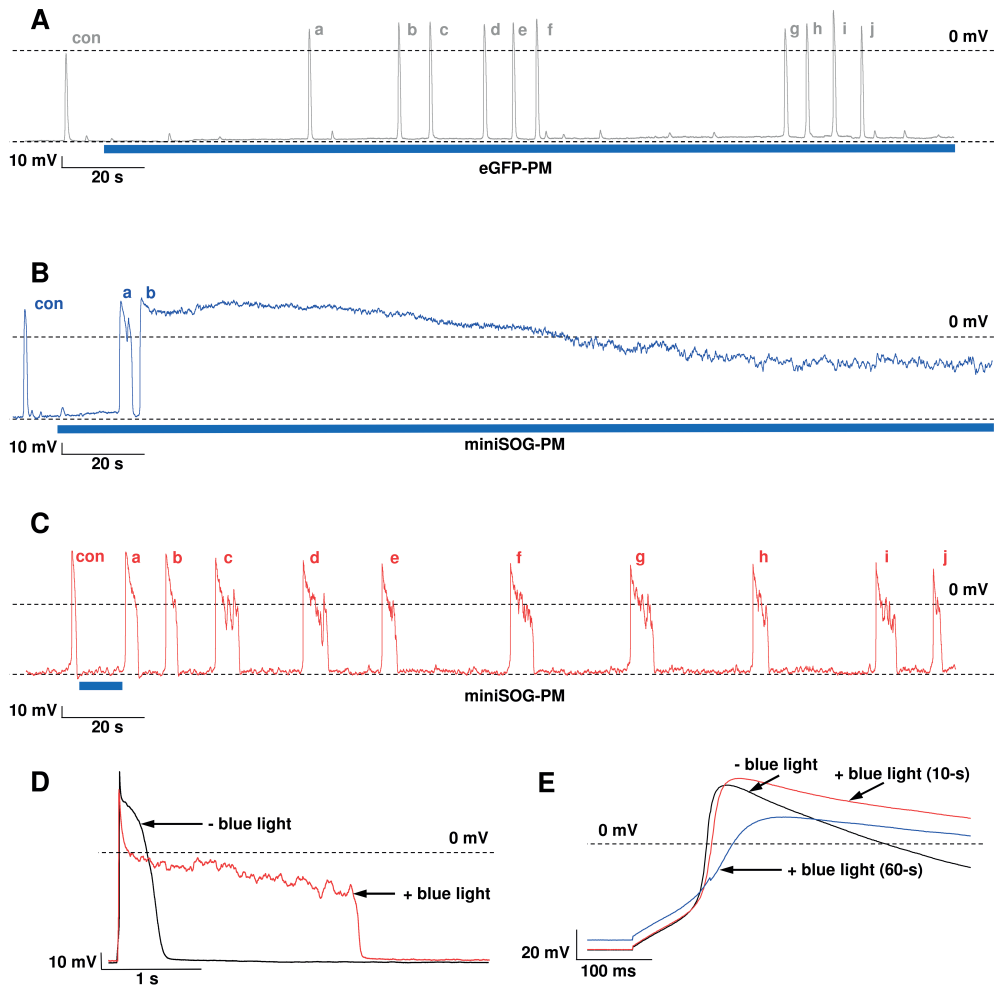 A
con a b c d e f g h i j 0 mV
10 mV
20 s
eGFP-PM
B
con a b
0 mV
10 mV
20 s
miniSOG-PM
C
con a b c d e f g h i j
0 mV
10 mV
20 s
miniSOG-PM
D
- blue light
0 mV
+ blue light
10 mV
1 s
E
- blue light
+ blue light (10-s)
0 mV
+ blue light (60-s)
20 mV
100 ms